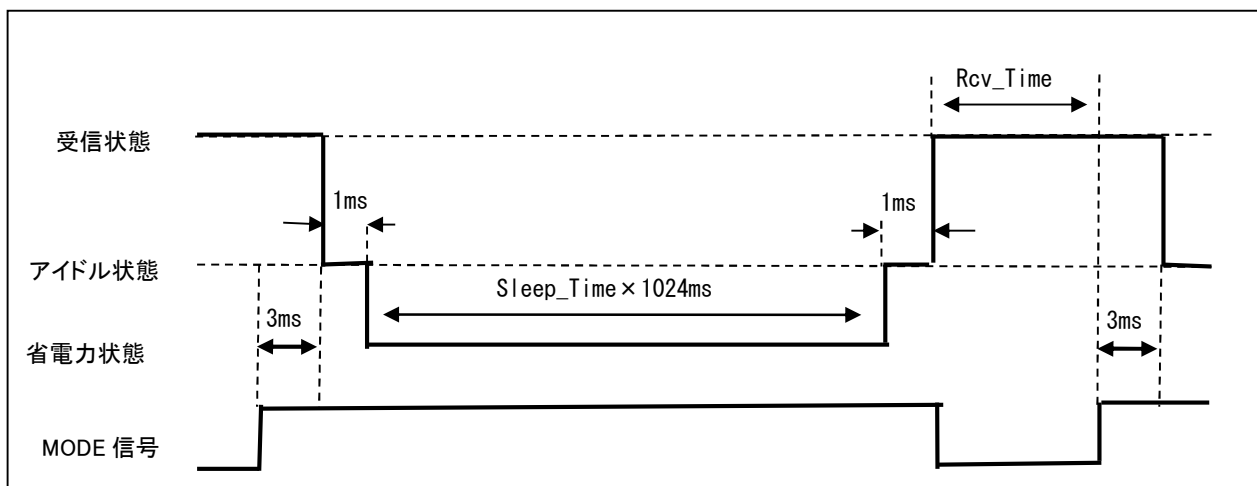 Rcv_Time
受信状態
1ms
1ms
アイドル状態
Sleep_Time×1024ms
3ms
3ms
省電力状態
MODE 信号